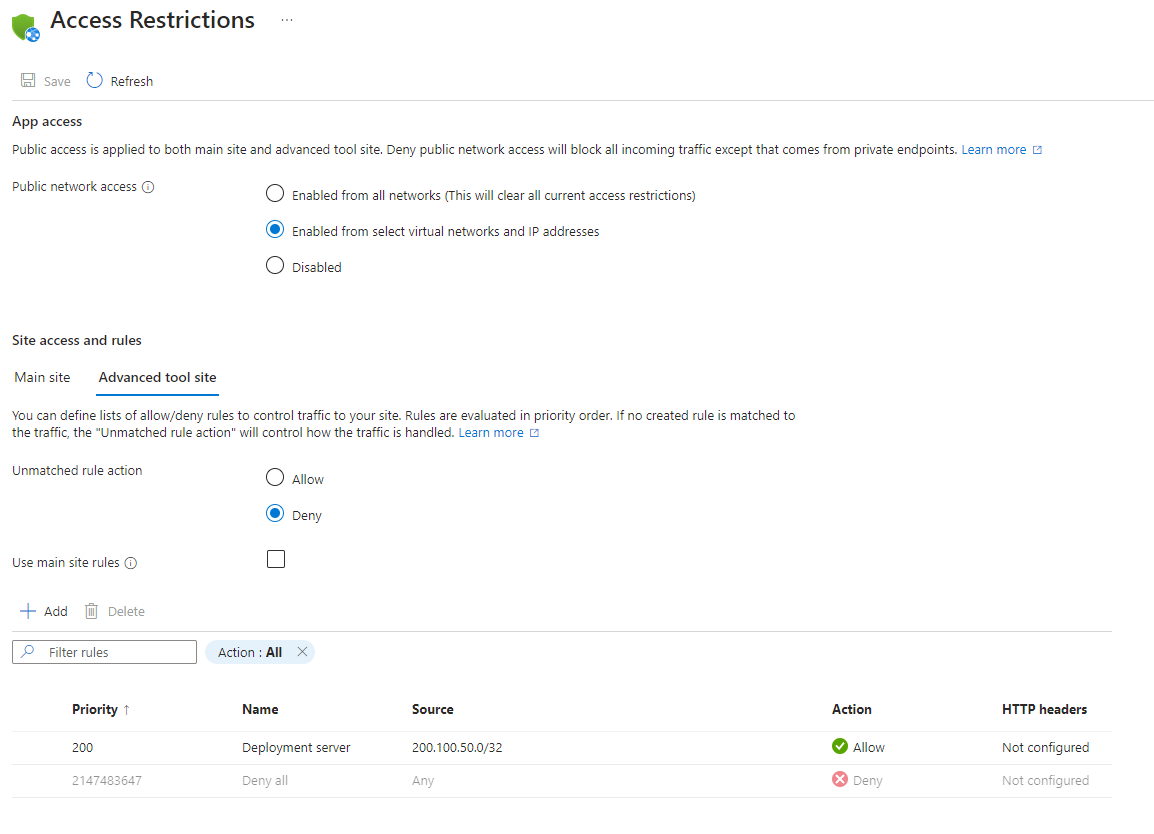 Access Restrictions ...
Save Refresh
App access
Public access is applied to both main site and advanced tool site. Deny public network access will block all incoming traffic except that comes from private endpoints. Learn more
Public network access
Enabled from all networks (This will clear all current access restrictions)
Enabled from select virtual networks and IP addresses
Disabled
Site access and rules
Main site Advanced tool site
You can define lists of allow/deny rules to control traffic to your site. Rules are evaluated in priority order. If no created rule is matched to
the traffic, the "Unmatched rule action" will control how the traffic is handled. Learn more
Unmatched rule action
Allow
Deny
Use main site rules
Add Delete
Filter rules Action : All
Priority ↑ Name Source Action HTTP headers
200 Deployment server 200.100.50.0/32 Allow Not configured
2147483647 Deny all Any Deny Not configured